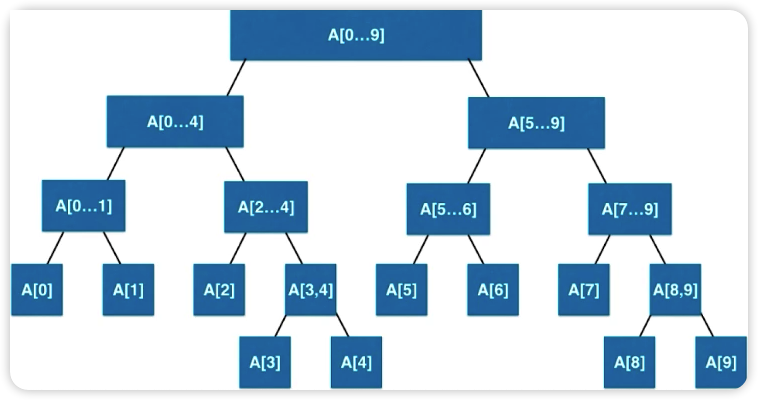 A[0...9]
A[0...4]
A[5...9]
A[0...1]
A[2...4]
A[5...6]
A[7...9]
A[0]
A[1]
A[2]
A[3,4]
A[5]
A[6]
A[7]
A[8,9]
A[3]
A[4]
A[8]
A[9]